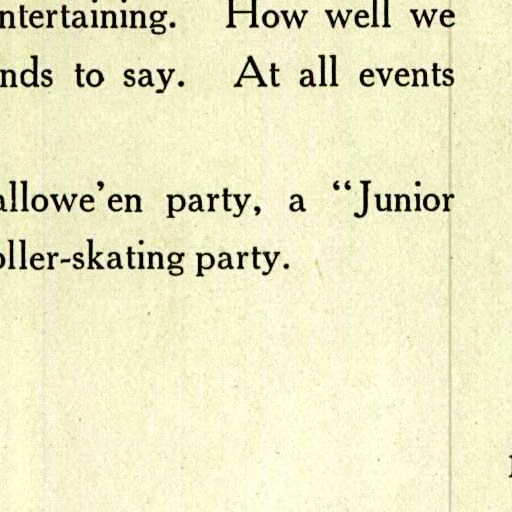 ntertaining. How well we
nds to say. At all events
allowe'en party, a “Junior
oller-skating party.